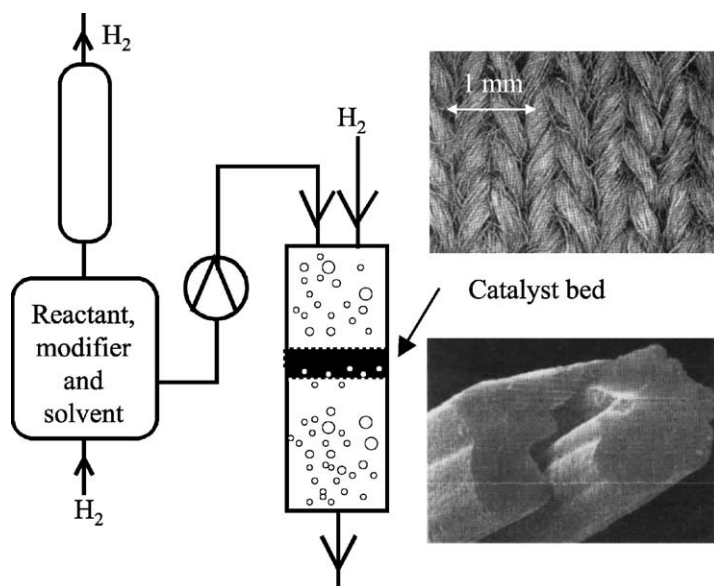 H2
Reactant,
modifier
and
solvent
H2
H2
1 mm
Catalyst bed